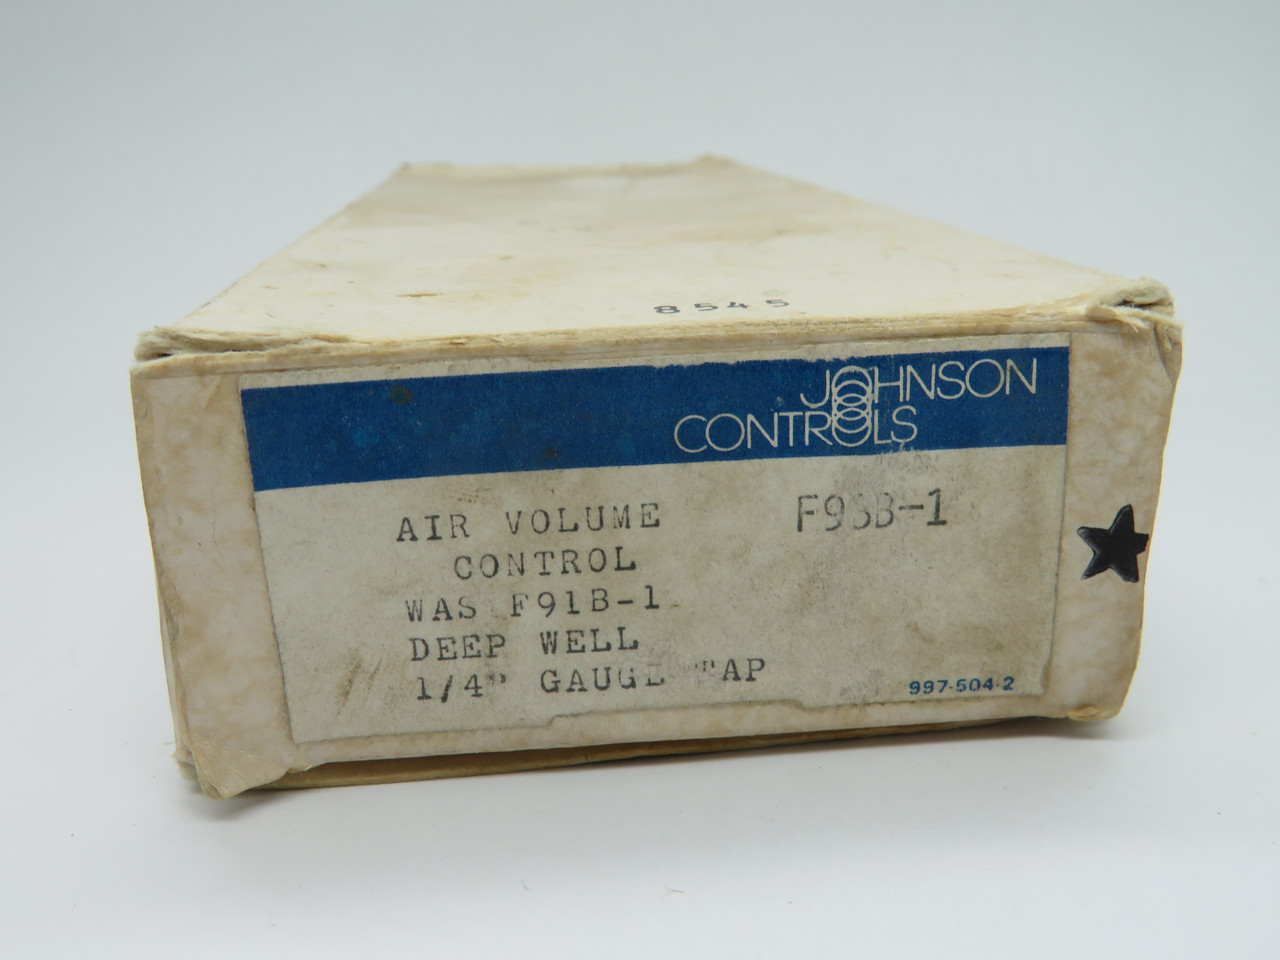 8545
JOHNSON
CONTROLS
AIR VOLUME
CONTROL
WAS F91B-1
DEEP WELL
1/4" GAUGE TAP
F93B-1
997-504-2